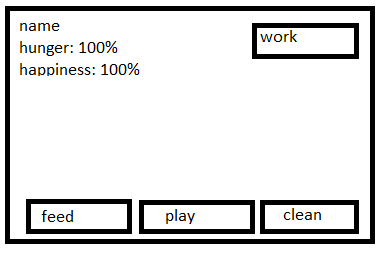 name
work
hunger: 100%
happiness: 100%
feed
play
clean